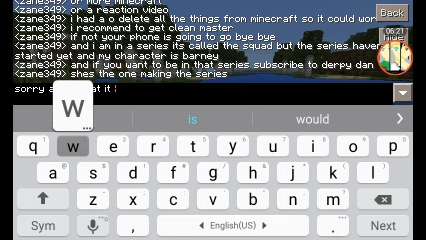 <zane349> or more minecraft
<zane349> or a reaction video
<zane349> i had a o delete all the things from minecraft so it could wor
<zane349> i recommend to get clean master
<zane349> if not your phone is going to go bye bye
<zane349> and i am in a series its called the squad but the series haven
started yet and my character is barney
<zane349> and if you want to be in that series subscribe to derpy dan
<zane349> shes the one making the series
Back
06:21
sorry a at it
W
is would
q w e r t y u i o p
a s d f g h j k l
z x c v b n m
Sym , English(US) . Next